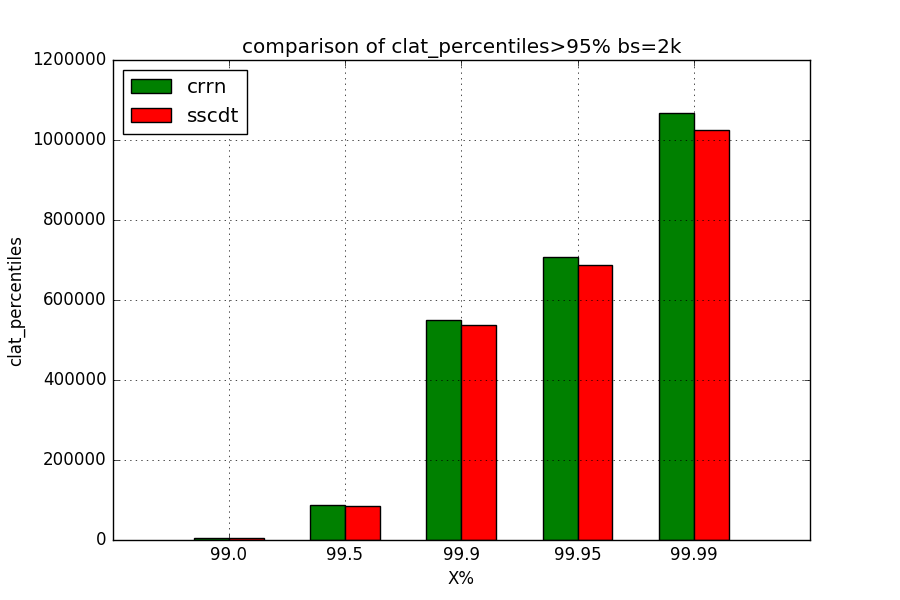 comparison of clat_percentiles>95% bs=2k
crrn
sscdt
clat_percentiles
1200000
1000000
800000
600000
400000
200000
0
99.0 99.5 99.9 99.95 99.99
X%